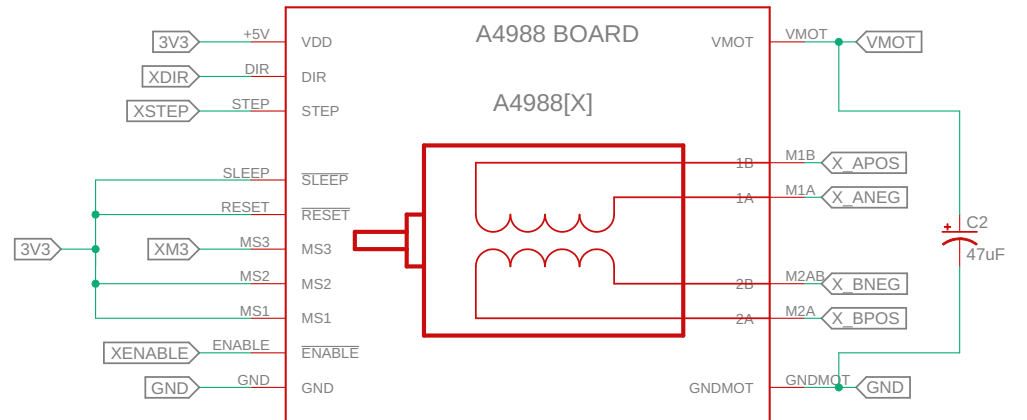 A4988 BOARD
A4988[X]
3V3 +5V VDD
XDIR DIR DIR
XSTEP STEP STEP
SLEEP SLEEP
RESET RESET
3V3
XM3 MS3 MS3
MS2 MS2
MS1 MS1
XENABLE ENABLE ENABLE
GND GND GND
VMOT VMOT VMOT
1B M1B X_APOS
1A M1A X_ANEG
C2
47uF
2B M2AB X_BNEG
2A M2A X_BPOS
GNDMOT GNDMOT GND